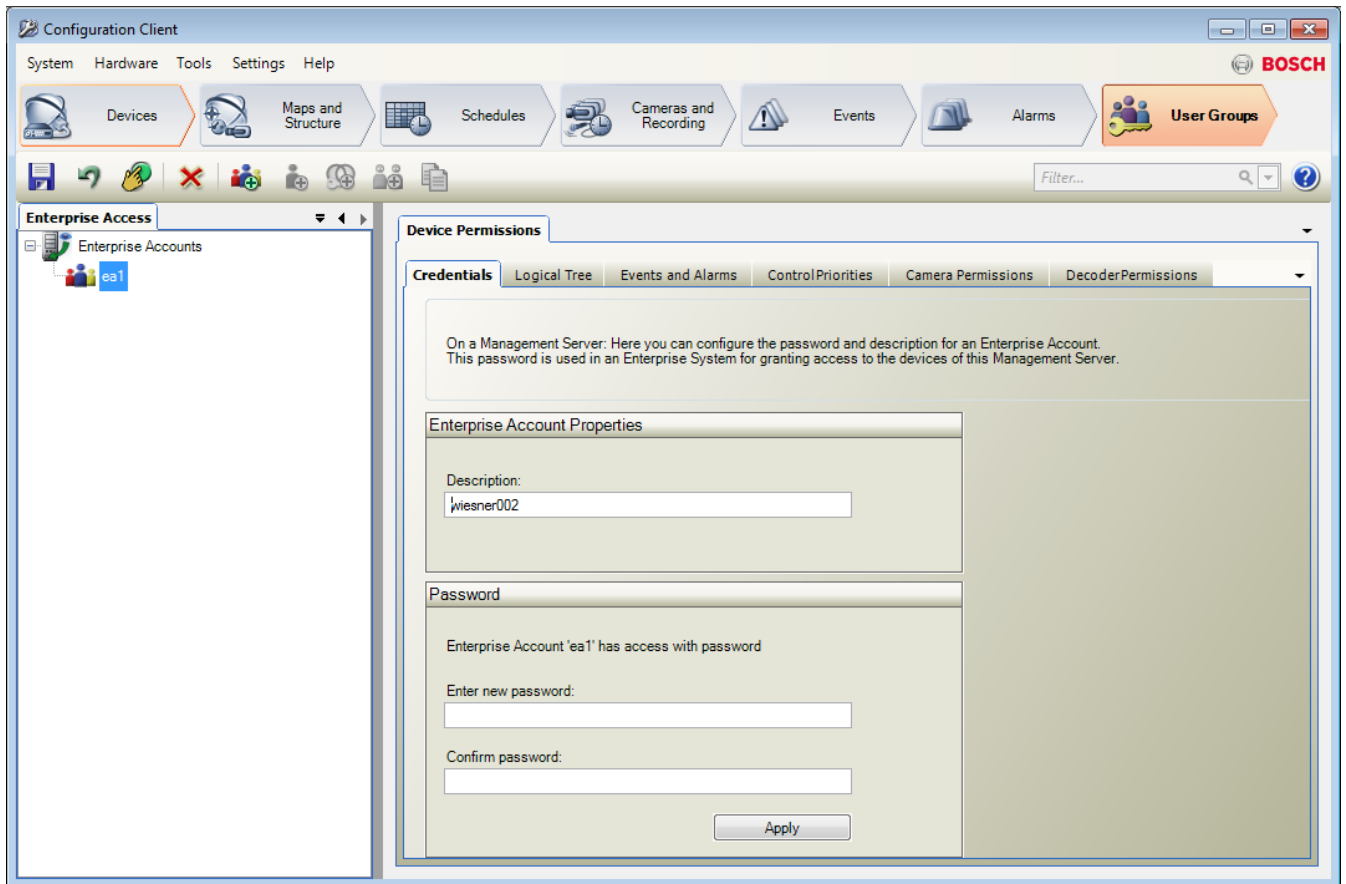 Configuration Client
System Hardware Tools Settings Help
BOSCH
Devices
Maps and
Structure
Schedules
Cameras and
Recording
Events
Alarms
User Groups
Filter...
Enterprise Access
Enterprise Accounts
ea1
Device Permissions
Credentials Logical Tree Events and Alarms ControlPriorities Camera Permissions DecoderPermissions
On a Management Server: Here you can configure the password and description for an Enterprise Account.
This password is used in an Enterprise System for granting access to the devices of this Management Server.
Enterprise Account Properties
Description:
wiesner002
Password
Enterprise Account 'ea1' has access with password
Enter new password:
Confirm password:
Apply